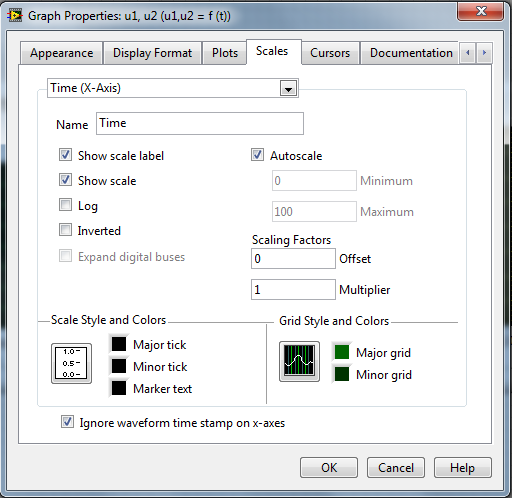 Graph Properties: u1, u2 (u1,u2 = f (t))
Appearance Display Format Plots Scales Cursors Documentation
Time (X-Axis)
Name Time
Show scale label Autoscale
Show scale 0 Minimum
Log 100 Maximum
Inverted Scaling Factors
Expand digital buses 0 Offset
1 Multiplier
Scale Style and Colors Grid Style and Colors
1.0
0.5
0.0
Major tick Major grid
Minor tick Minor grid
Marker text
Ignore waveform time stamp on x-axes
OK Cancel Help